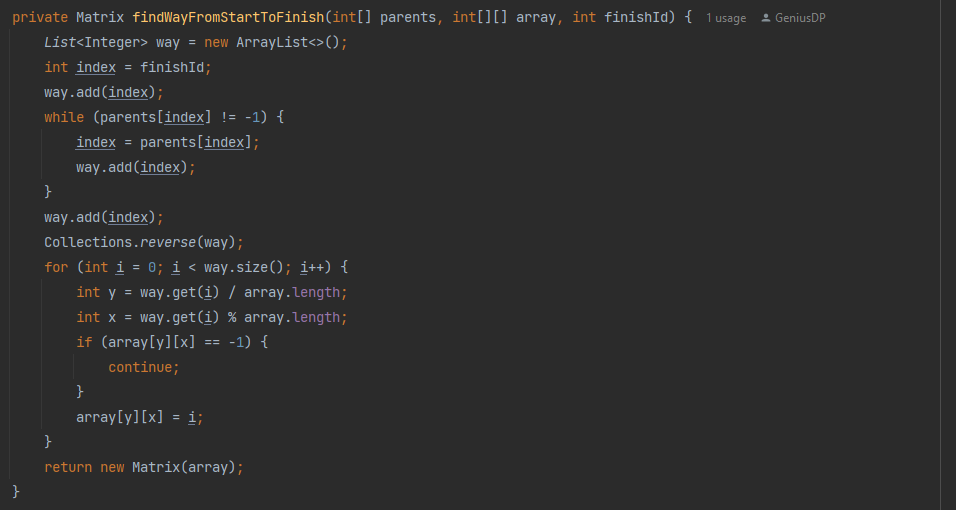 private Matrix findWayFromStartToFinish(int[] parents, int[][] array, int finishId) { 1 usage GeniusDP
    List<Integer> way = new ArrayList<>();
    int index = finishId;
    way.add(index);
    while (parents[index] != -1) {
        index = parents[index];
        way.add(index);
    }
    way.add(index);
    Collections.reverse(way);
    for (int i = 0; i < way.size(); i++) {
        int y = way.get(i) / array.length;
        int x = way.get(i) % array.length;
        if (array[y][x] == -1) {
            continue;
        }
        array[y][x] = i;
    }
    return new Matrix(array);
}